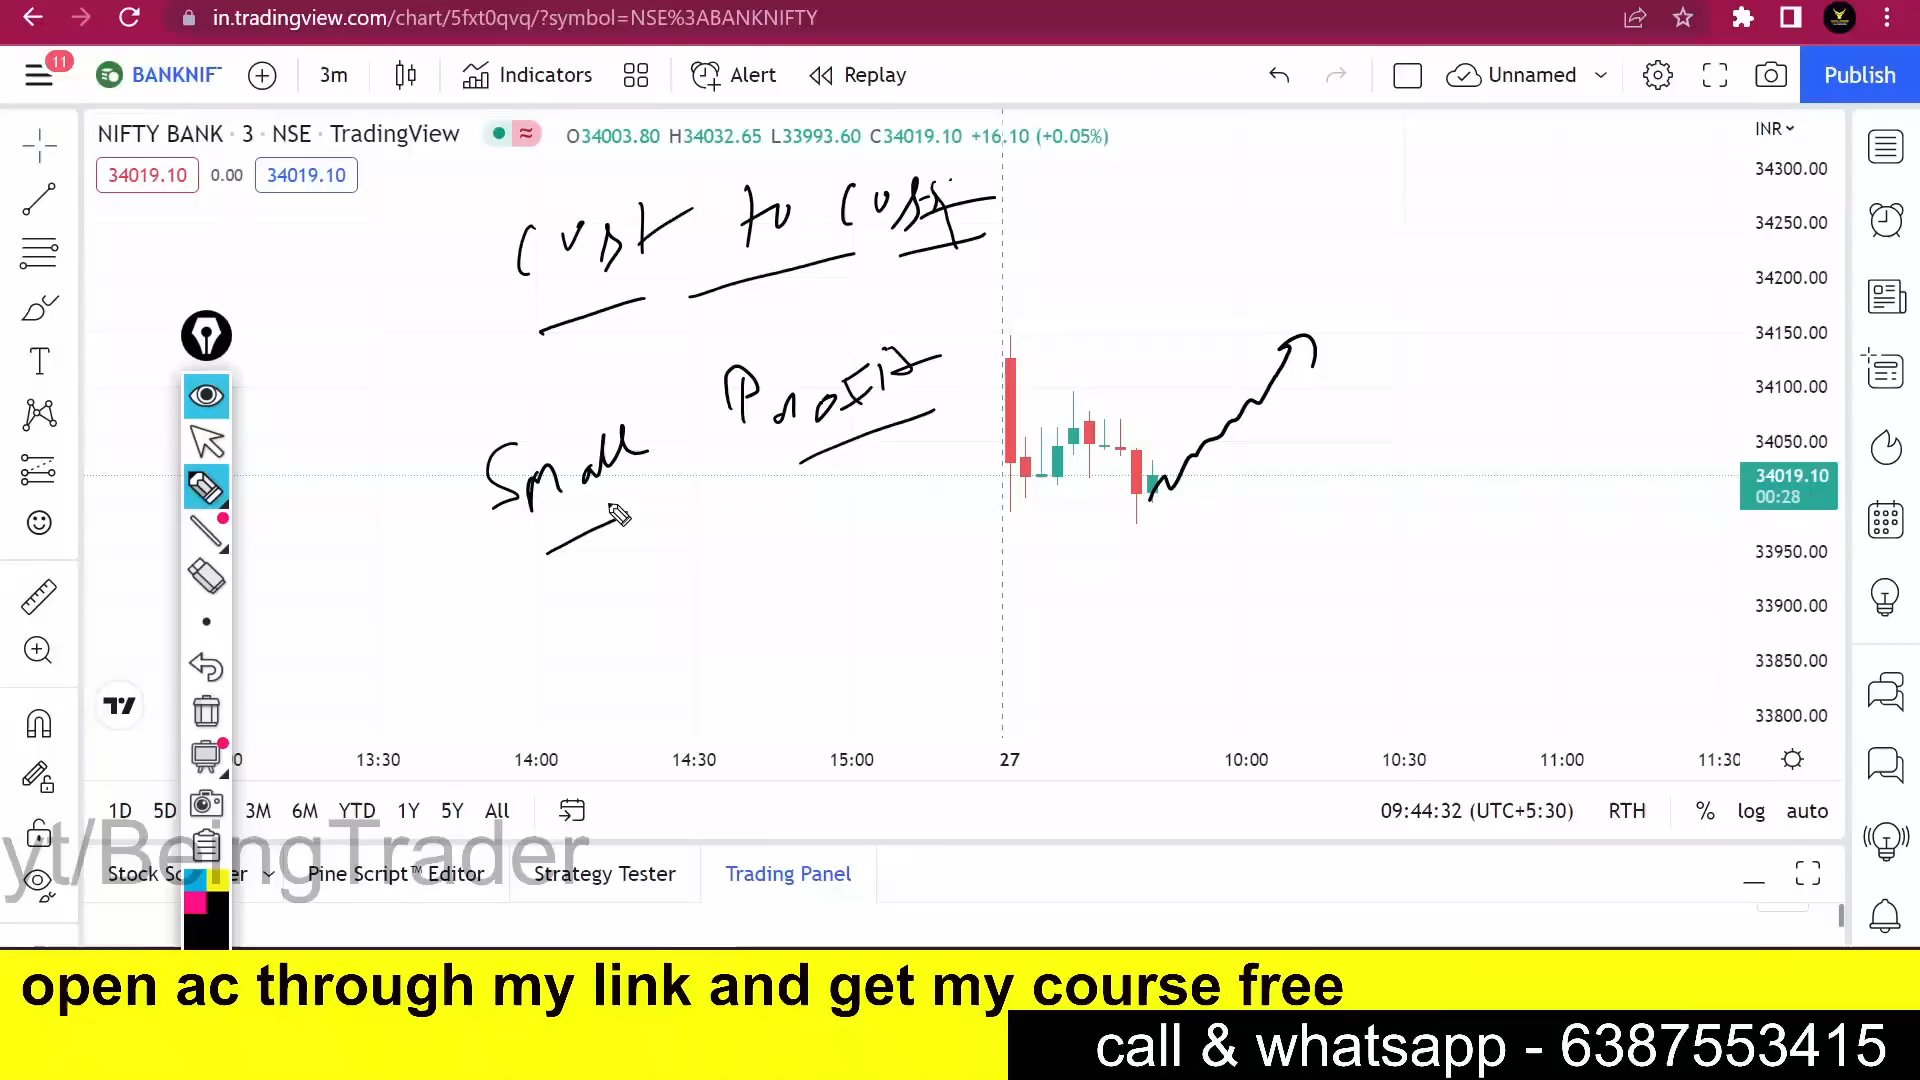 in.tradingview.com/chart/5fxt0qvq/?symbol=NSE%3ABANKNIFTY
11
BANKNIF
3m
Indicators
Alert
Replay
Unnamed
Publish
NIFTY BANK · 3 · NSE · TradingView
≈
O34003.80 H34032.65 L33993.60 C34019.10 +16.10 (+0.05%)
INR
34019.10 0.00 34019.10
Cost to Cost
Profit
Small
34300.00
34250.00
34200.00
34150.00
34100.00
34050.00
34019.10
00:28
33950.00
33900.00
33850.00
33800.00
0 13:30 14:00 14:30 15:00 27 10:00 10:30 11:00 11:30
1D 5D 3M 6M YTD 1Y 5Y All
09:44:32 (UTC+5:30) RTH % log auto
yt/BeingTrader
Stock Sc er Pine Script™ Editor Strategy Tester Trading Panel
open ac through my link and get my course free
call & whatsapp - 6387553415